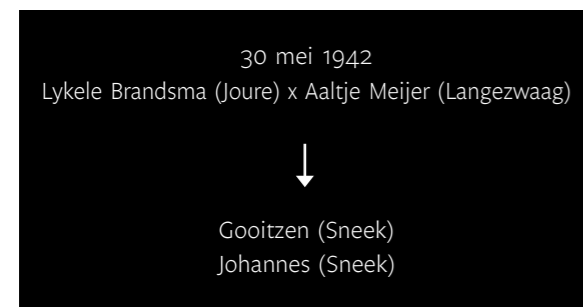 30 mei 1942
Lykele Brandsma (Joure) x Aaltje Meijer (Langezwaag)
Gooitzen (Sneek)
Johannes (Sneek)